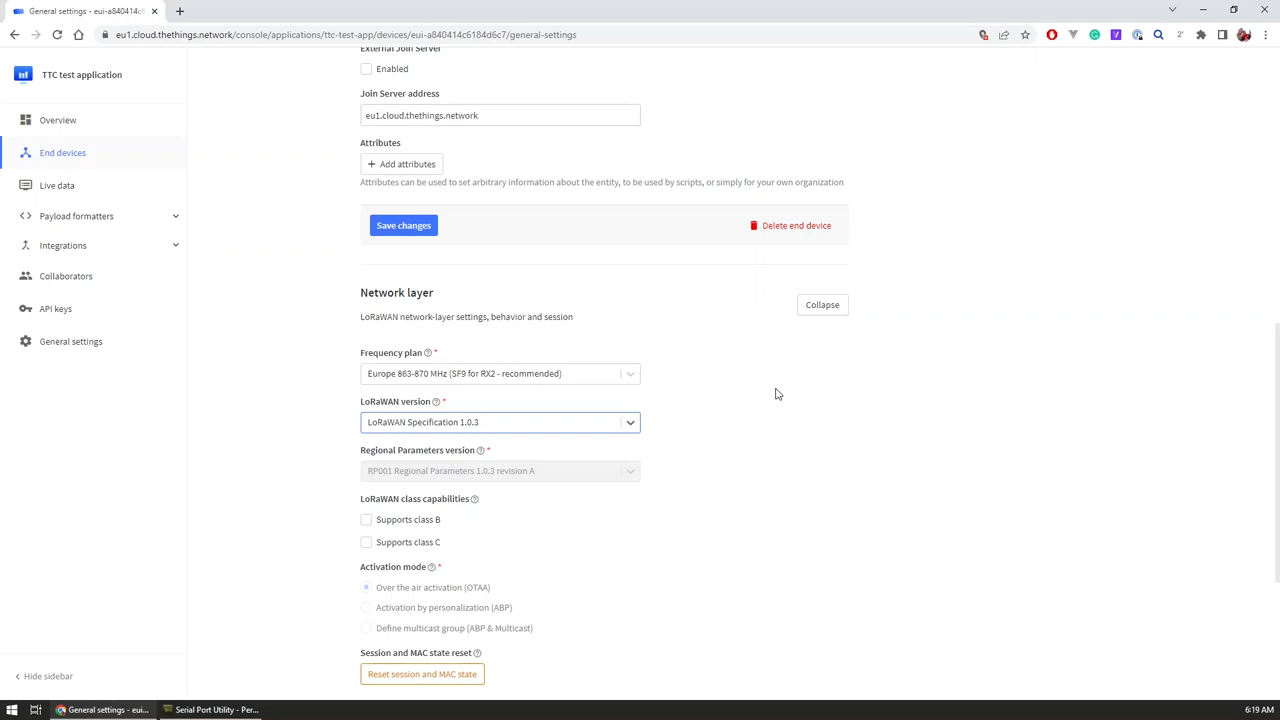 General settings - eui-a840414c6
eu1.cloud.thethings.network/console/applications/ttc-test-app/devices/eui-a840414c6184d6c7/general-settings
TTC test application
Overview
End devices
Live data
Payload formatters
Integrations
Collaborators
API keys
General settings
Hide sidebar
External Join Server
Enabled
Join Server address
eu1.cloud.thethings.network
Attributes
+ Add attributes
Attributes can be used to set arbitrary information about the entity, to be used by scripts, or simply for your own organization
Save changes
Delete end device
Network layer
Collapse
LoRaWAN network-layer settings, behavior and session
Frequency plan *
Europe 863-870 MHz (SF9 for RX2 - recommended)
LoRaWAN version *
LoRaWAN Specification 1.0.3
Regional Parameters version *
RP001 Regional Parameters 1.0.3 revision A
LoRaWAN class capabilities
Supports class B
Supports class C
Activation mode *
Over the air activation (OTAA)
Activation by personalization (ABP)
Define multicast group (ABP & Multicast)
Session and MAC state reset
Reset session and MAC state
General settings - eui-...
Serial Port Utility - Per...
6:19 AM